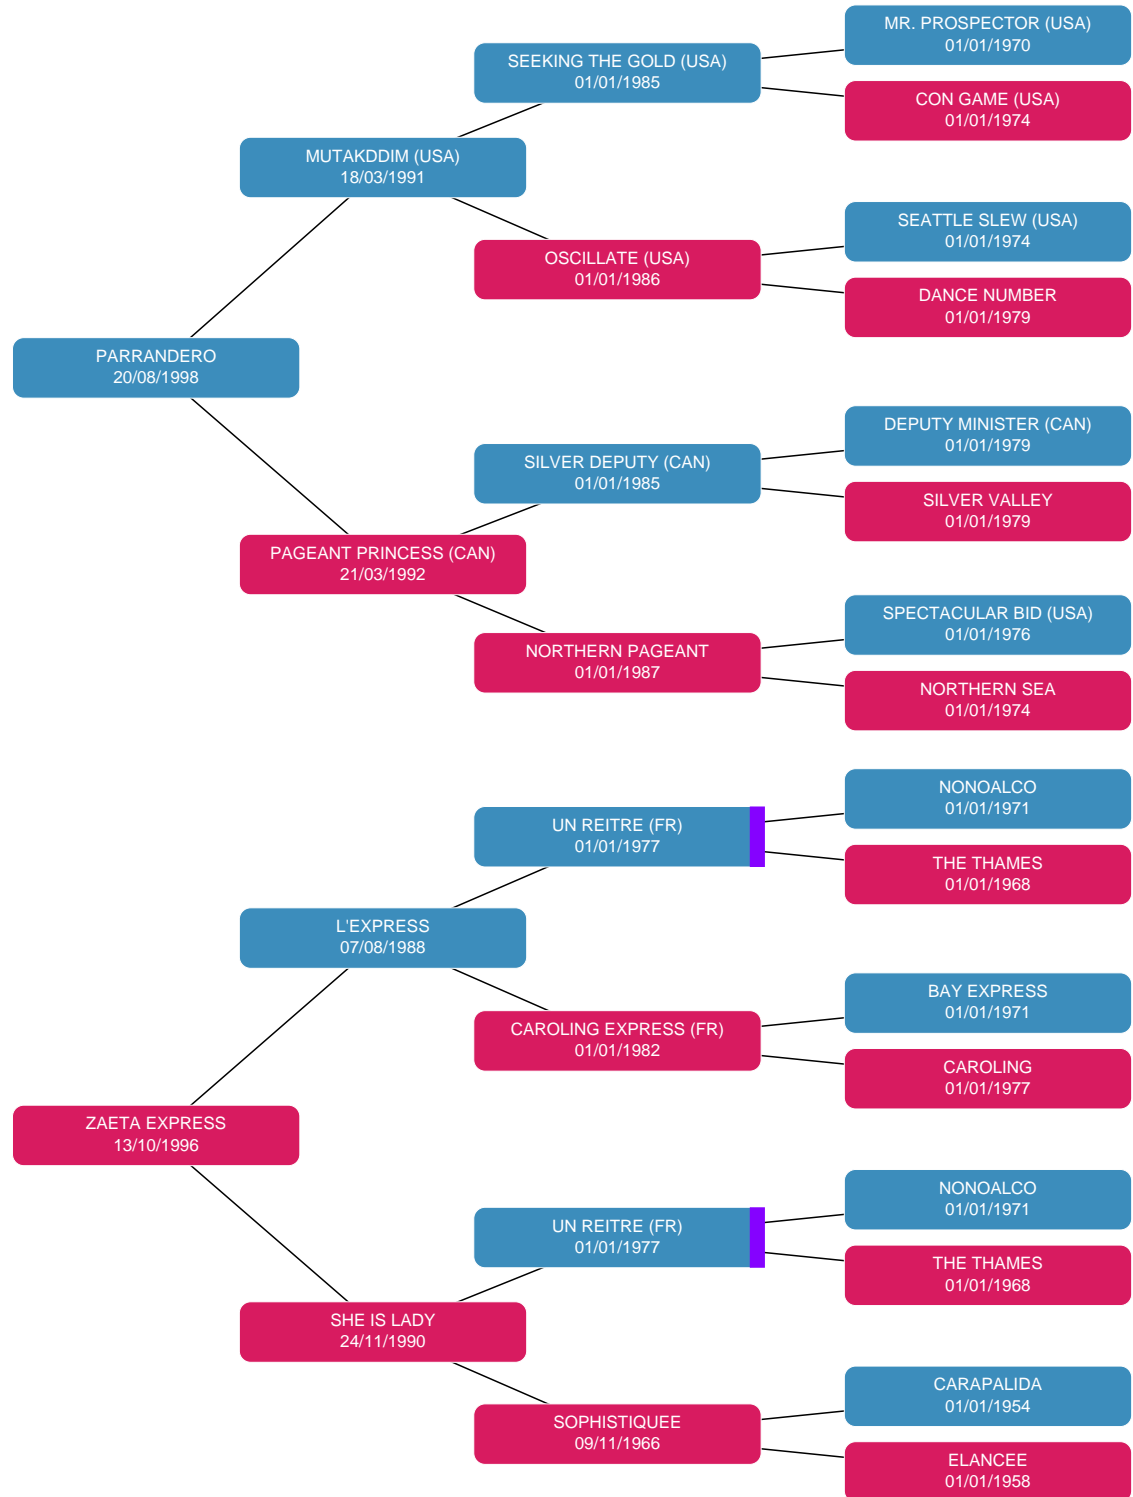 MR. PROSPECTOR (USA)
01/01/1970
SEEKING THE GOLD (USA)
01/01/1985
CON GAME (USA)
01/01/1974
MUTAKDDIM (USA)
18/03/1991
SEATTLE SLEW (USA)
01/01/1974
OSCILLATE (USA)
01/01/1986
DANCE NUMBER
01/01/1979
PARRANDERO
20/08/1998
DEPUTY MINISTER (CAN)
01/01/1979
SILVER DEPUTY (CAN)
01/01/1985
SILVER VALLEY
01/01/1979
PAGEANT PRINCESS (CAN)
21/03/1992
SPECTACULAR BID (USA)
01/01/1976
NORTHERN PAGEANT
01/01/1987
NORTHERN SEA
01/01/1974
NONOALCO
01/01/1971
UN REITRE (FR)
01/01/1977
THE THAMES
01/01/1968
L'EXPRESS
07/08/1988
BAY EXPRESS
01/01/1971
CAROLING EXPRESS (FR)
01/01/1982
CAROLING
01/01/1977
ZAETA EXPRESS
13/10/1996
NONOALCO
01/01/1971
UN REITRE (FR)
01/01/1977
THE THAMES
01/01/1968
SHE IS LADY
24/11/1990
CARAPALIDA
01/01/1954
SOPHISTIQUEE
09/11/1966
ELANCEE
01/01/1958